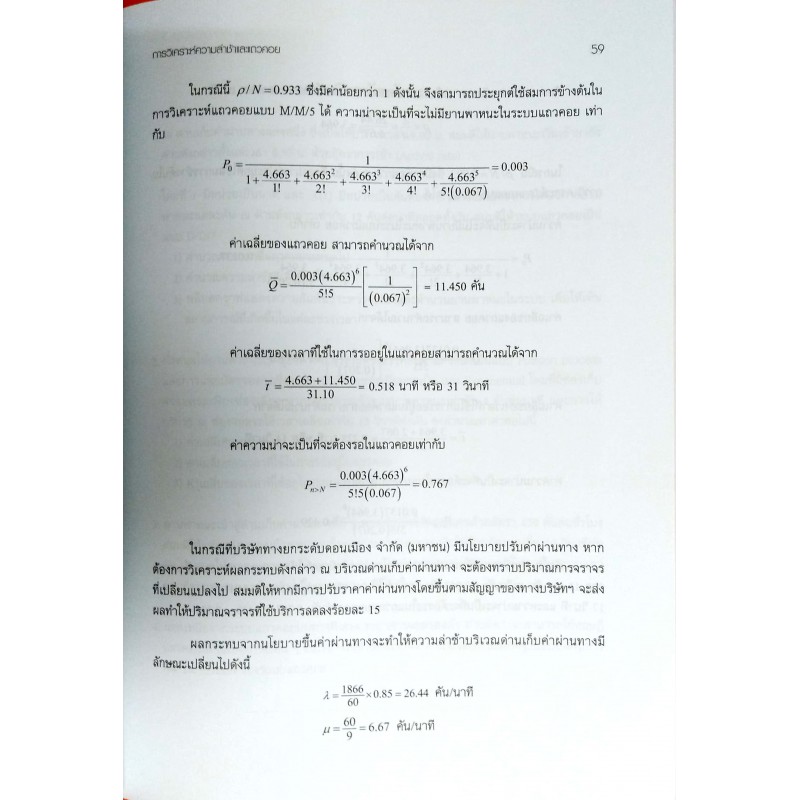 การวิเคราะห์ความล่าช้าและแถวคอย 59
ในกรณีนี้ ρ/N = 0.933 ซึ่งมีค่าน้อยกว่า 1 ดังนั้น จึงสามารถประยุกต์ใช้สมการข้างต้นใน
การวิเคราะห์แถวคอยแบบ M/M/5 ได้ ความน่าจะเป็นที่จะไม่มียานพาหนะในระบบแถวคอย เท่า
กับ
P₀ = 1 / (1 + 4.663/1! + 4.663²/2! + 4.663³/3! + 4.663⁴/4! + 4.663⁵/5!(0.067)) = 0.003
ค่าเฉลี่ยของแถวคอย สามารถคำนวณได้จาก
Q̅ = 0.003(4.663)⁶/5!5 [1/(0.067)²] = 11.450 คัน
ค่าเฉลี่ยของเวลาที่ใช้ในการรออยู่ในแถวคอยสามารถคำนวณได้จาก
t̅ = (4.663+11.450)/31.10 = 0.518 นาที หรือ 31 วินาที
ค่าความน่าจะเป็นที่จะต้องรอในแถวคอยเท่ากับ
Pₙ>N = 0.003(4.663)⁶/5!5(0.067) = 0.767
ในกรณีที่บริษัททางยกระดับดอนเมือง จำกัด (มหาชน) มีนโยบายปรับค่าผ่านทาง หาก
ต้องการวิเคราะห์ผลกระทบดังกล่าว ณ บริเวณด่านเก็บค่าผ่านทาง จะต้องทราบปริมาณการจราจร
ที่เปลี่ยนแปลงไป สมมติให้หากมีการปรับราคาค่าผ่านทางโดยขึ้นตามสัญญาของทางบริษัทฯ จะส่ง
ผลทำให้ปริมาณจราจรที่ใช้บริการลดลงร้อยละ 15
ผลกระทบจากนโยบายขึ้นค่าผ่านทางจะทำให้ความล่าช้าบริเวณด่านเก็บค่าผ่านทางมี
ลักษณะเปลี่ยนไปดังนี้
λ = 1866/60 × 0.85 = 26.44 คัน/นาที
μ = 60/9 = 6.67 คัน/นาที